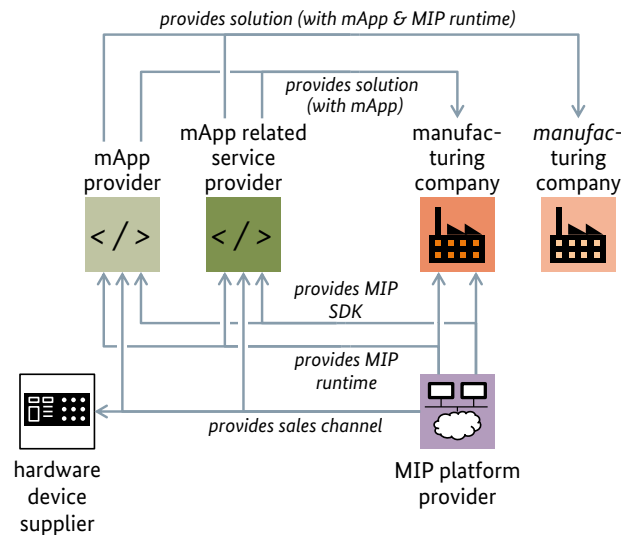 provides solution (with mApp & MIP runtime)
provides solution
(with mApp)
mApp
provider
mApp related
service
provider
manufac-
turing
company
manufac-
turing
company
</>
</>
provides MIP
SDK
provides MIP
runtime
provides sales channel
hardware
device
supplier
MIP platform
provider